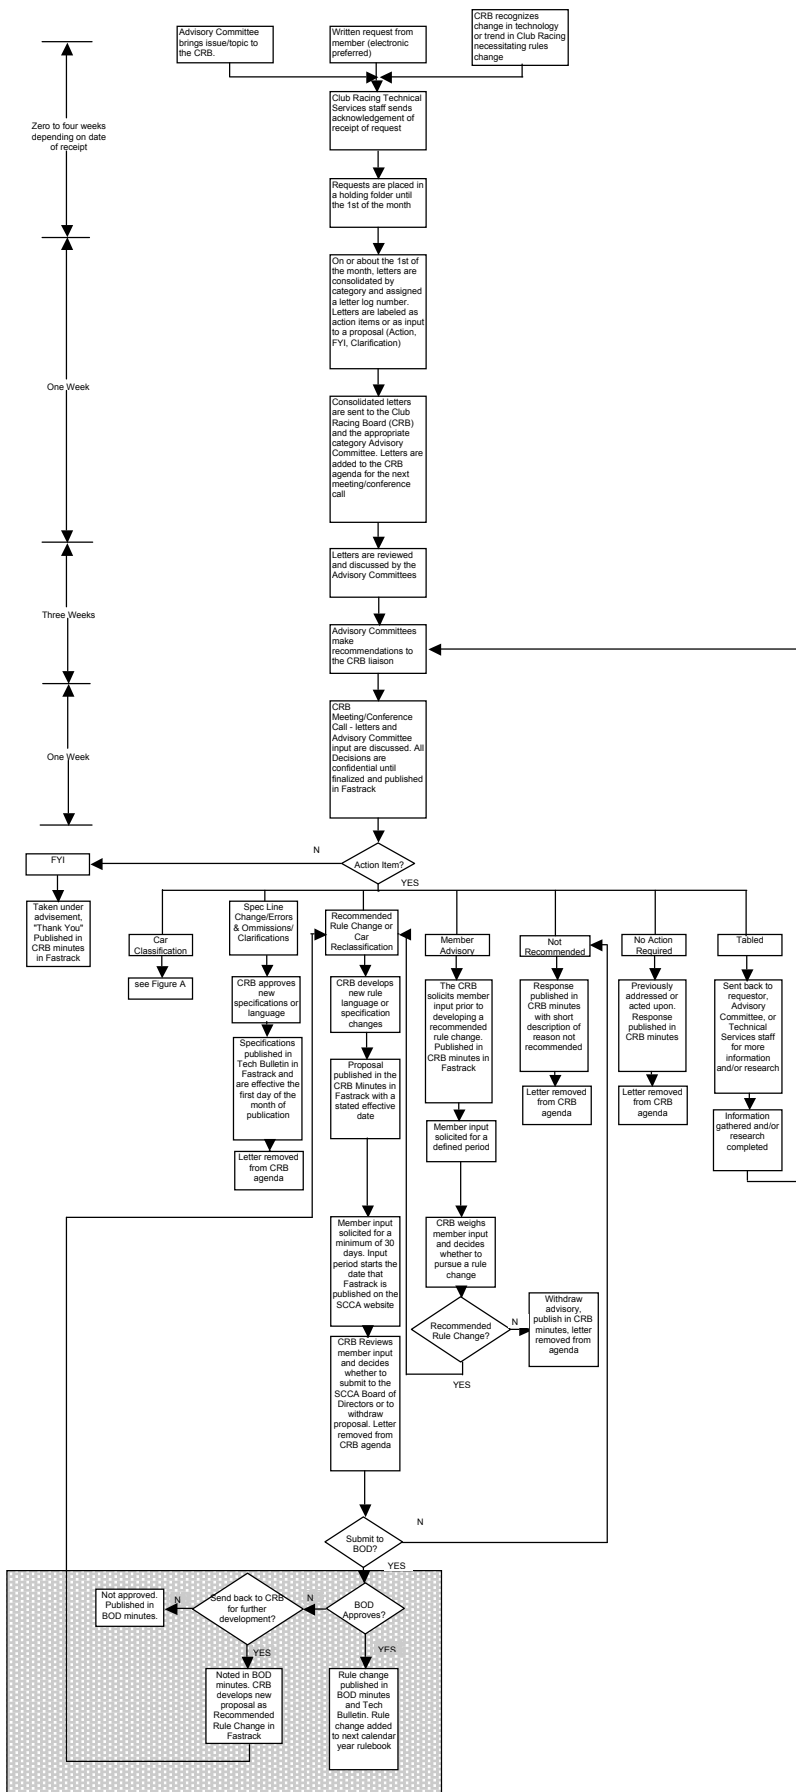 Advisory Committee
brings issue/topic to
the CRB.
Written request from
member (electronic
preferred)
CRB recognizes
change in technology
or trend in Club Racing
necessitating rules
change
Club Racing Technical
Services staff sends
acknowledgement of
receipt of request
Zero to four weeks
depending on date
of receipt
Requests are placed in
a holding folder until
the 1st of the month
On or about the 1st of
the month, letters are
consolidated by
category and assigned
a letter log number.
Letters are labeled as
action items or as input
to a proposal (Action,
FYI, Clarification)
One Week
Consolidated letters
are sent to the Club
Racing Board (CRB)
and the appropriate
category Advisory
Committee. Letters are
added to the CRB
agenda for the next
meeting/conference
call
Letters are reviewed
and discussed by the
Advisory Committees
Three Weeks
Advisory Committees
make
recommendations to
the CRB liaison
CRB
Meeting/Conference
Call - letters and
Advisory Committee
input are discussed. All
Decisions are
confidential until
finalized and published
in Fastrack
One Week
Action Item?
N
YES
FYI
Taken under
advisement,
"Thank You"
Published in
CRB minutes
in Fastrack
Car
Classification
see Figure A
Spec Line
Change/Errors
& Ommissions/
Clarifications
CRB approves
new
specifications or
language
Specifications
published in
Tech Bulletin in
Fastrack and
are effective the
first day of the
month of
publication
Letter removed
from CRB
agenda
Recommended
Rule Change or
Car
Reclassification
CRB develops
new rule
language or
specification
changes
Proposal
published in the
CRB Minutes in
Fastrack with a
stated effective
date
Member input
solicited for a
minimum of 30
days. Input
period starts the
date that
Fastrack is
published on the
SCCA website
CRB Reviews
member input
and decides
whether to
submit to the
SCCA Board of
Directors or to
withdraw
proposal. Letter
removed from
CRB agenda
Member
Advisory
The CRB
solicits member
input prior to
developing a
recommended
rule change.
Published in
CRB minutes in
Fastrack
Member input
solicited for a
defined period
CRB weighs
member input
and decides
whether to
pursue a rule
change
Recommended
Rule Change?
N
YES
Withdraw
advisory,
publish in CRB
minutes, letter
removed from
agenda
Not
Recommended
Response
published in
CRB minutes
with short
description of
reason not
recommended
Letter removed
from CRB
agenda
No Action
Required
Previously
addressed or
acted upon.
Response
published in
CRB minutes
Letter removed
from CRB
agenda
Tabled
Sent back to
requestor,
Advisory
Committee, or
Technical
Services staff
for more
information
and/or research
Information
gathered and/or
research
completed
Submit to
BOD?
N
YES
BOD
Approves?
N
YES
Send back to CRB
for further
development?
N
YES
Not approved.
Published in
BOD minutes.
Noted in BOD
minutes. CRB
develops new
proposal as
Recommended
Rule Change in
Fastrack
Rule change
published in
BOD minutes
and Tech
Bulletin. Rule
change added
to next calendar
year rulebook